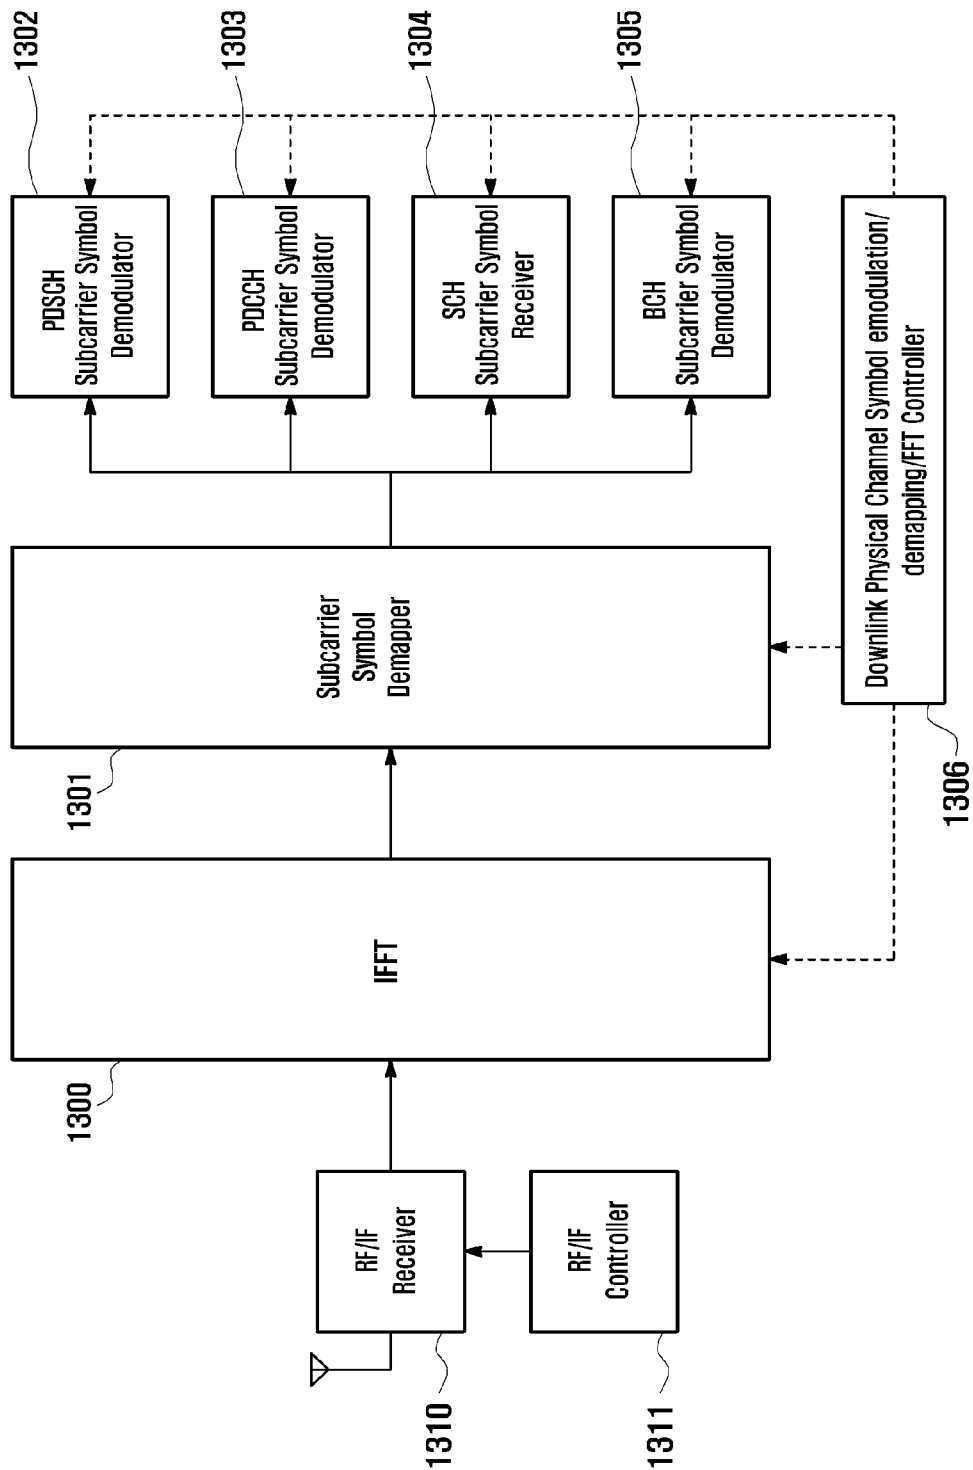 1302
PDSCH
Subcarrier Symbol
Demodulator
1303
PDCCH
Subcarrier Symbol
Demodulator
1304
SCH
Subcarrier Symbol
Receiver
1305
BCH
Subcarrier Symbol
Demodulator
1301
Subcarrier
Symbol
Demapper
1300
IFFT
1310
RF/IF
Receiver
1311
RF/IF
Controller
Downlink Physical Channel Symbol emodulation/
demapping/FFT Controller
1306